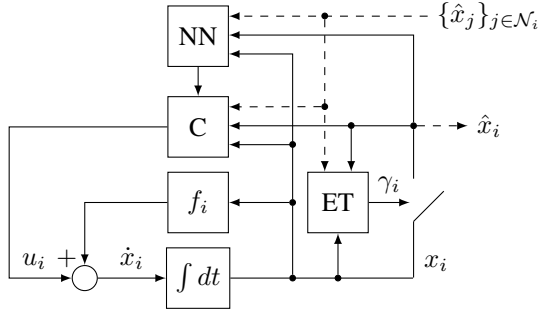 NN
{x̂_j}_{j∈𝒩_i}
C
x̂_i
f_i
ET
γ_i
u_i
+
ẋ_i
∫ dt
x_i